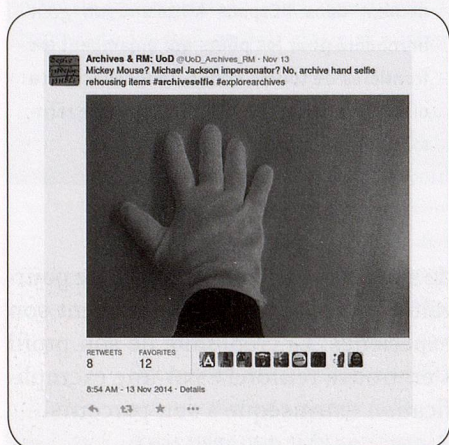 Archives & RM: UoD @UoD_Archives_RM · Nov 13
Mickey Mouse? Michael Jackson impersonator? No, archive hand selfie
rehousing items #archiveselfie #explorearchives
RETWEETS
8
FAVORITES
12
8:54 AM - 13 Nov 2014 · Details